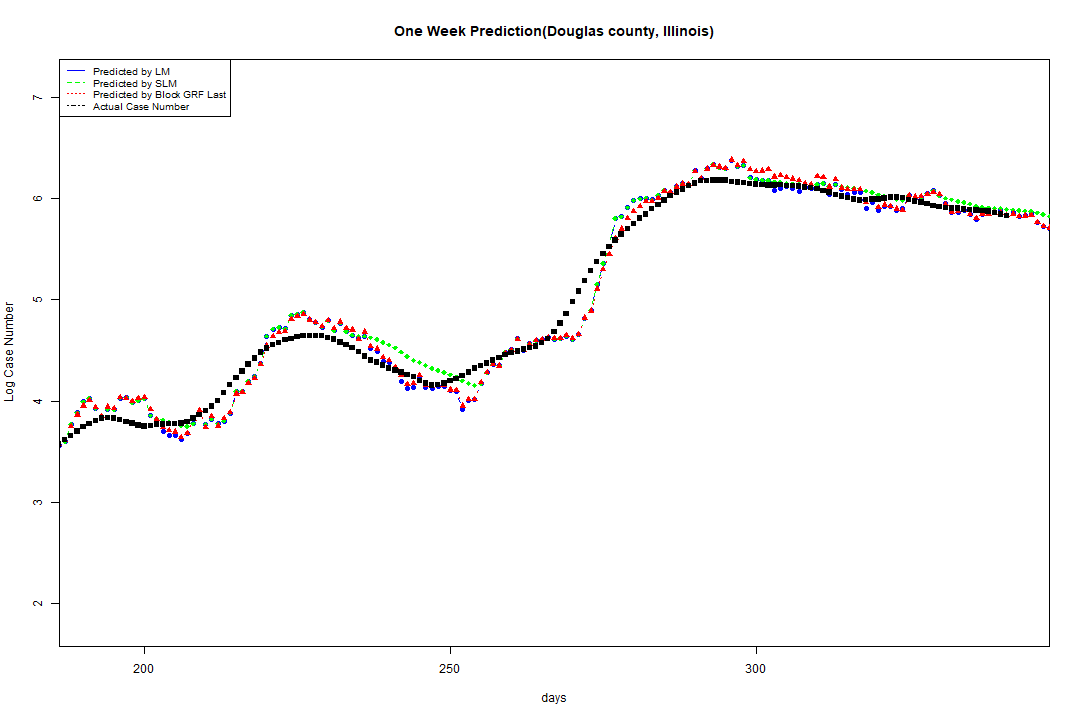 One Week Prediction(Douglas county, Illinois)
Predicted by LM
Predicted by SLM
Predicted by Block GRF Last
Actual Case Number
7
6
5
4
3
2
Log Case Number
200 250 300
days